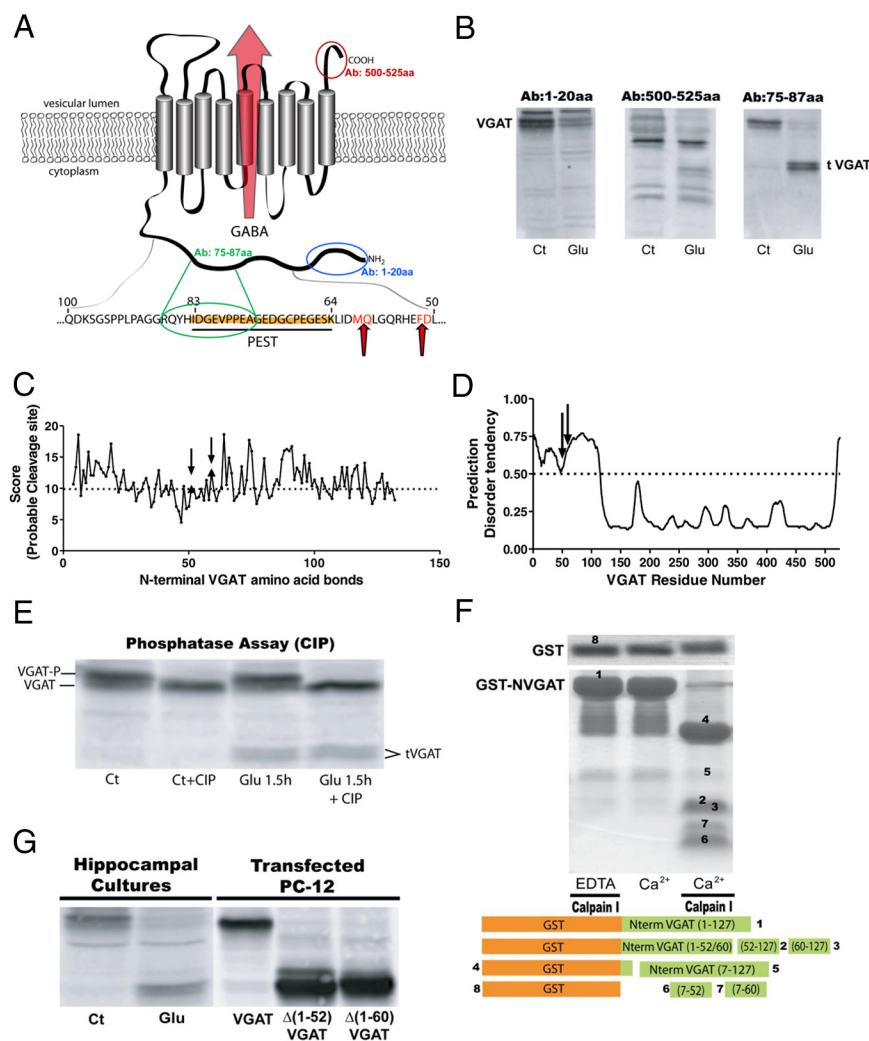 A
COOH
Ab: 500-525aa
vesicular lumen
cytoplasm
GABA
Ab: 75-87aa
NH2
Ab: 1-20aa
100 83 64 50
...QDKSGSPPLPAGGRQYHIDGEVPPEAGEDGCPEGESKLIDMQLGQRHEFDL...
PEST
B
Ab:1-20aa Ab:500-525aa Ab:75-87aa
VGAT
t VGAT
Ct Glu Ct Glu Ct Glu
C
Score
(Probable Cleavage site)
20
15
10
5
0
0 50 100 150
N-terminal VGAT amino acid bonds
D
Prediction
Disorder tendency
1.00
0.75
0.50
0.25
0.00
0 50 100 150 200 250 300 350 400 450 500
VGAT Residue Number
E
Phosphatase Assay (CIP)
VGAT-P
VGAT
tVGAT
Ct Ct+CIP Glu 1.5h Glu 1.5h
+ CIP
F
GST
8
GST-NVGAT
1
4
5
2 3
7
6
EDTA Ca2+ Ca2+
Calpain I Calpain I
GST Nterm VGAT (1-127) 1
GST Nterm VGAT (1-52/60) (52-127) 2 (60-127) 3
4 GST Nterm VGAT (7-127) 5
8 GST 6 (7-52) 7 (7-60)
G
Hippocampal
Cultures
Transfected
PC-12
Ct Glu VGAT Δ(1-52)
VGAT
Δ(1-60)
VGAT